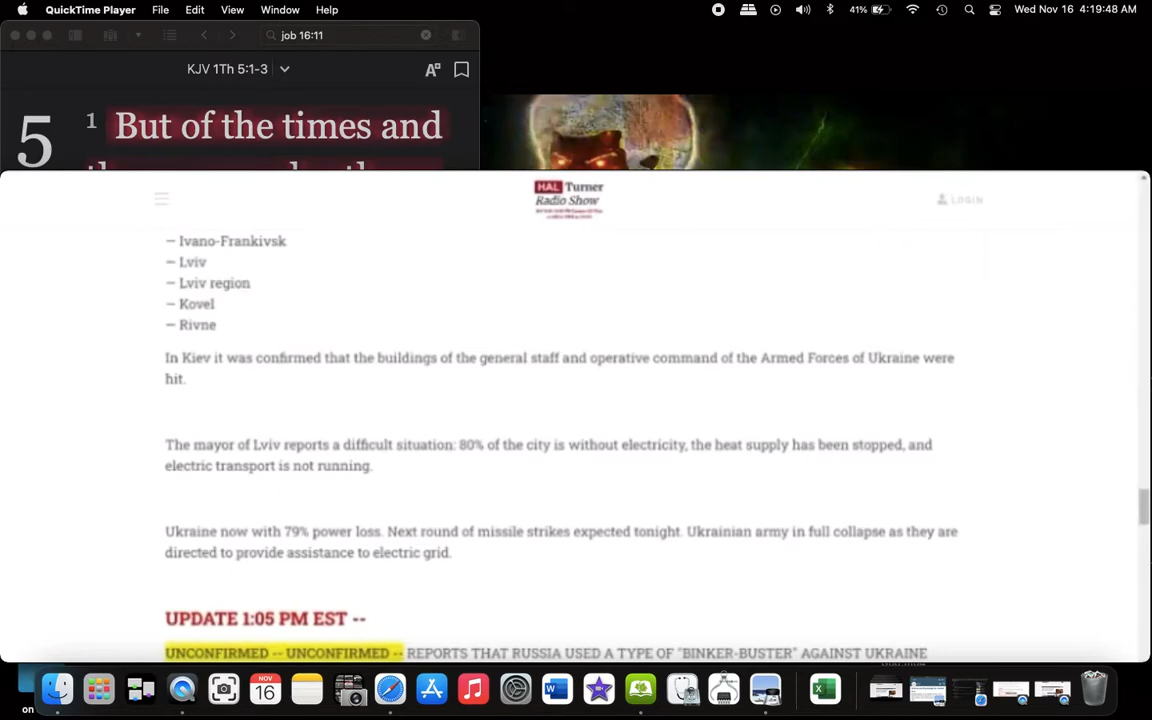 QuickTime Player File Edit View Window Help 41% Wed Nov 16 4:19:48 AM
job 16:11
KJV 1Th 5:1-3
5 1 But of the times and
HAL Turner
Radio Show
LOGIN
— Ivano-Frankivsk
— Lviv
— Lviv region
— Kovel
— Rivne
In Kiev it was confirmed that the buildings of the general staff and operative command of the Armed Forces of Ukraine were
hit.
The mayor of Lviv reports a difficult situation: 80% of the city is without electricity, the heat supply has been stopped, and
electric transport is not running.
Ukraine now with 79% power loss. Next round of missile strikes expected tonight. Ukrainian army in full collapse as they are
directed to provide assistance to electric grid.
UPDATE 1:05 PM EST --
UNCONFIRMED -- UNCONFIRMED -- REPORTS THAT RUSSIA USED A TYPE OF "BINKER-BUSTER" AGAINST UKRAINE
NOV
16
on